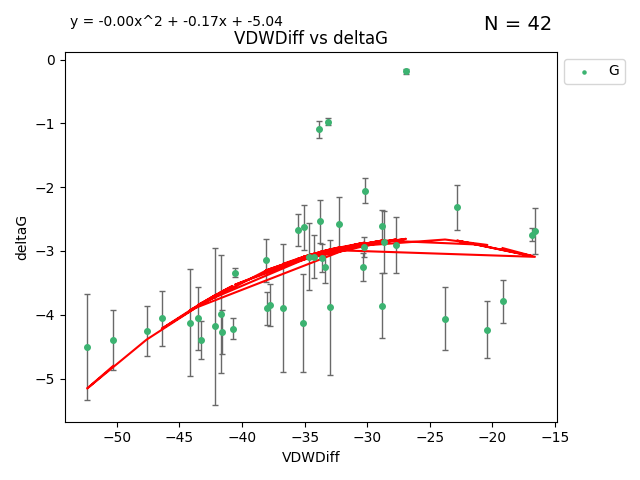 y = -0.00x^2 + -0.17x + -5.04
N = 42
VDWDiff vs deltaG
G
0
−1
−2
−3
−4
−5
deltaG
−50 −45 −40 −35 −30 −25 −20 −15
VDWDiff